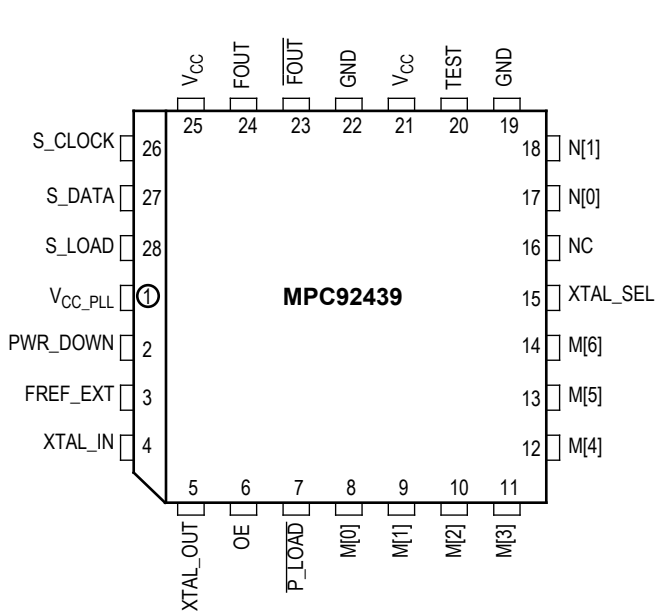 VCC
FOUT
FOUT
GND
VCC
TEST
GND
25
24
23
22
21
20
19
S_CLOCK
26
18
N[1]
S_DATA
27
17
N[0]
S_LOAD
28
16
NC
VCC_PLL
1
MPC92439
15
XTAL_SEL
PWR_DOWN
2
14
M[6]
FREF_EXT
3
13
M[5]
XTAL_IN
4
12
M[4]
5
6
7
8
9
10
11
XTAL_OUT
OE
P_LOAD
M[0]
M[1]
M[2]
M[3]